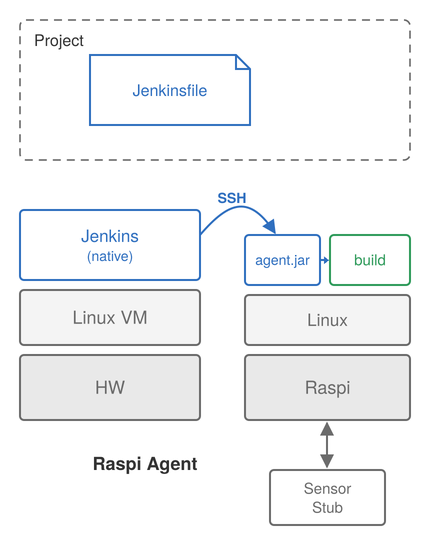 Project
Jenkinsfile
SSH
Jenkins
(native)
agent.jar
build
Linux VM
Linux
HW
Raspi
Raspi Agent
Sensor
Stub